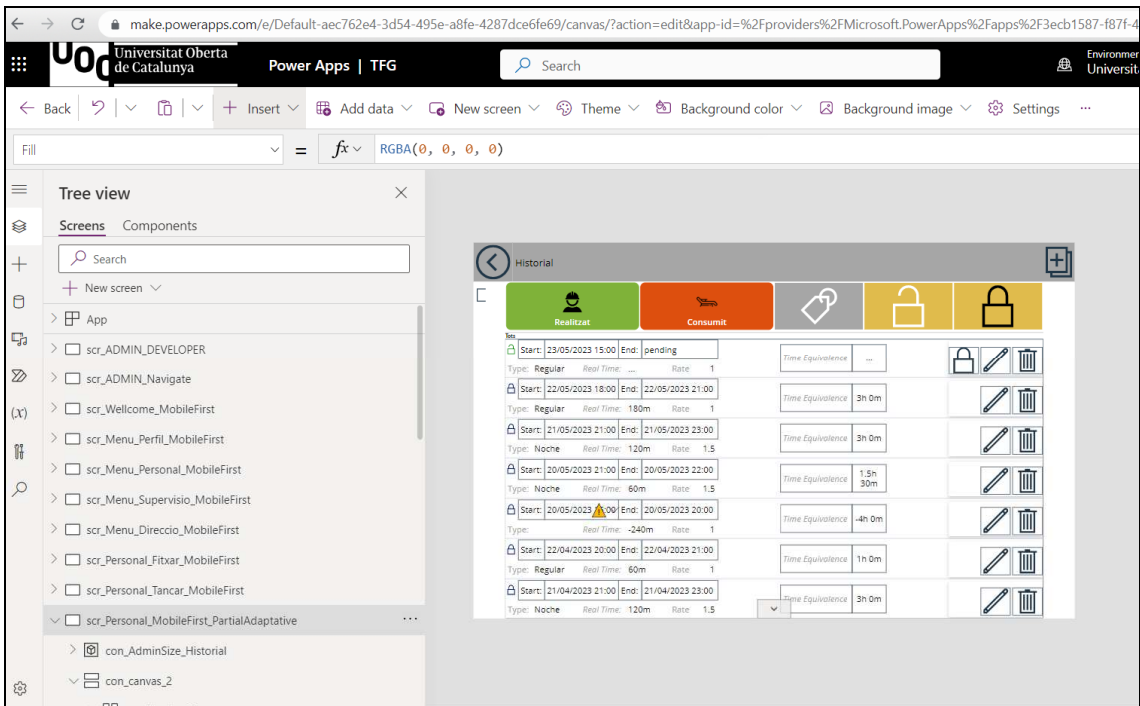 make.powerapps.com/e/Default-aec762e4-3d54-495e-a8fe-4287dce6fe69/canvas/?action=edit&app-id=%2Fproviders%2FMicrosoft.PowerApps%2Fapps%2F3ecb1587-f87f-4
UOC Universitat Oberta de Catalunya
Power Apps | TFG
Search
Environmen
Universit
Back
Insert
Add data
New screen
Theme
Background color
Background image
Settings
...
Fill
=
fx
RGBA(0, 0, 0, 0)
Tree view
Screens Components
Search
New screen
App
scr_ADMIN_DEVELOPER
scr_ADMIN_Navigate
scr_Wellcome_MobileFirst
scr_Menu_Perfil_MobileFirst
scr_Menu_Personal_MobileFirst
scr_Menu_Supervisio_MobileFirst
scr_Menu_Direccio_MobileFirst
scr_Personal_Fitxar_MobileFirst
scr_Personal_Tancar_MobileFirst
scr_Personal_MobileFirst_PartialAdaptative ...
con_AdminSize_Historial
con_canvas_2
Historial
Realitzat
Consumit
Tots
Start: 23/05/2023 15:00 End: pending
Type: Regular Real Time: ... Rate 1
Time Equivalence ...
Start: 22/05/2023 18:00 End: 22/05/2023 21:00
Type: Regular Real Time: 180m Rate 1
Time Equivalence 3h 0m
Start: 21/05/2023 21:00 End: 21/05/2023 23:00
Type: Noche Real Time: 120m Rate 1.5
Time Equivalence 3h 0m
Start: 20/05/2023 21:00 End: 20/05/2023 22:00
Type: Noche Real Time: 60m Rate 1.5
Time Equivalence 1.5h 30m
Start: 20/05/2023 :00 End: 20/05/2023 20:00
Type: Real Time: -240m Rate 1
Time Equivalence -4h 0m
Start: 22/04/2023 20:00 End: 22/04/2023 21:00
Type: Regular Real Time: 60m Rate 1
Time Equivalence 1h 0m
Start: 21/04/2023 21:00 End: 21/04/2023 23:00
Type: Noche Real Time: 120m Rate 1.5
Time Equivalence 3h 0m